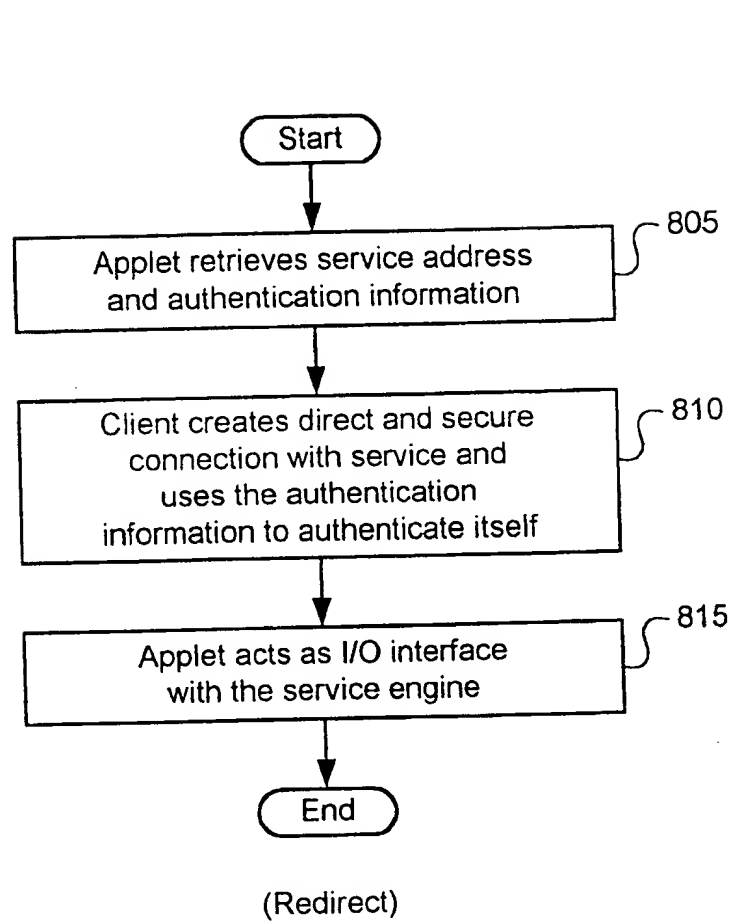 Start
Applet retrieves service address
and authentication information
805
Client creates direct and secure
connection with service and
uses the authentication
information to authenticate itself
810
Applet acts as I/O interface
with the service engine
815
End
(Redirect)